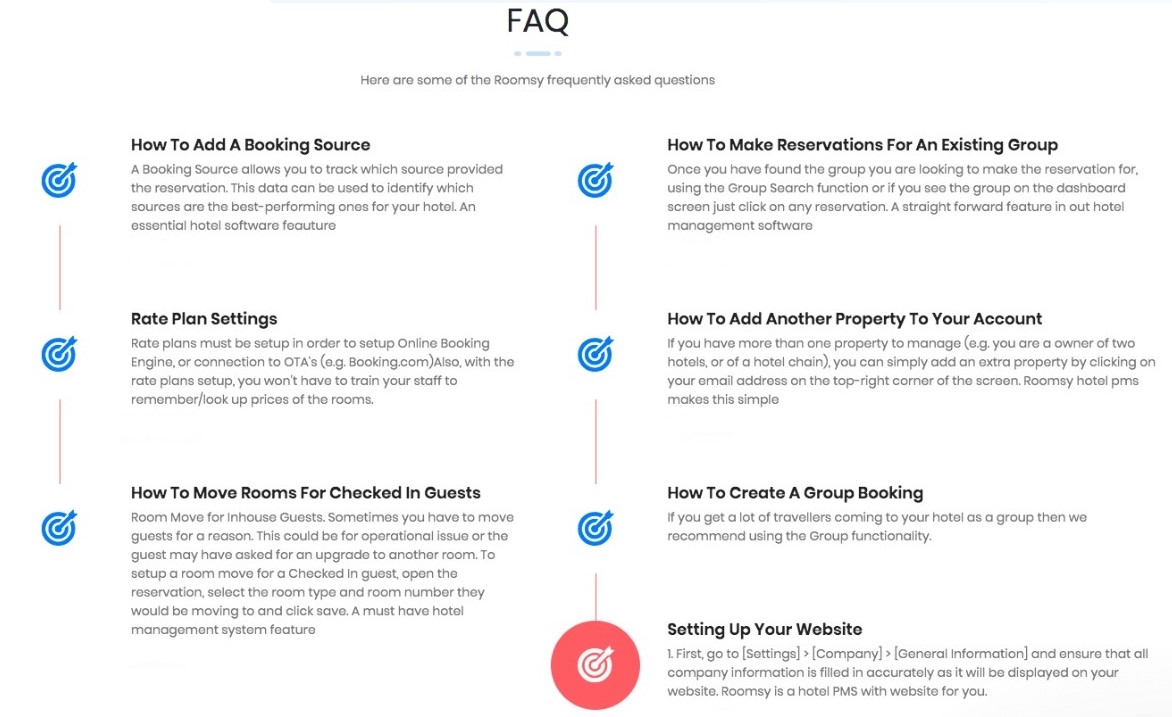 FAQ
Here are some of the Roomsy frequently asked questions
How To Add A Booking Source
A Booking Source allows you to track which source provided
the reservation. This data can be used to identify which
sources are the best-performing ones for your hotel. An
essential hotel software feauture
Rate Plan Settings
Rate plans must be setup in order to setup Online Booking
Engine, or connection to OTA's (e.g. Booking.com)Also, with the
rate plans setup, you won't have to train your staff to
remember/look up prices of the rooms.
How To Move Rooms For Checked In Guests
Room Move for Inhouse Guests. Sometimes you have to move
guests for a reason. This could be for operational issue or the
guest may have asked for an upgrade to another room. To
setup a room move for a Checked In guest, open the
reservation, select the room type and room number they
would be moving to and click save. A must have hotel
management system feature
How To Make Reservations For An Existing Group
Once you have found the group you are looking to make the reservation for,
using the Group Search function or if you see the group on the dashboard
screen just click on any reservation. A straight forward feature in out hotel
management software
How To Add Another Property To Your Account
If you have more than one property to manage (e.g. you are a owner of two
hotels, or of a hotel chain), you can simply add an extra property by clicking on
your email address on the top-right corner of the screen. Roomsy hotel pms
makes this simple
How To Create A Group Booking
If you get a lot of travellers coming to your hotel as a group then we
recommend using the Group functionality.
Setting Up Your Website
1. First, go to [Settings] > [Company] > [General Information] and ensure that all
company information is filled in accurately as it will be displayed on your
website. Roomsy is a hotel PMS with website for you.